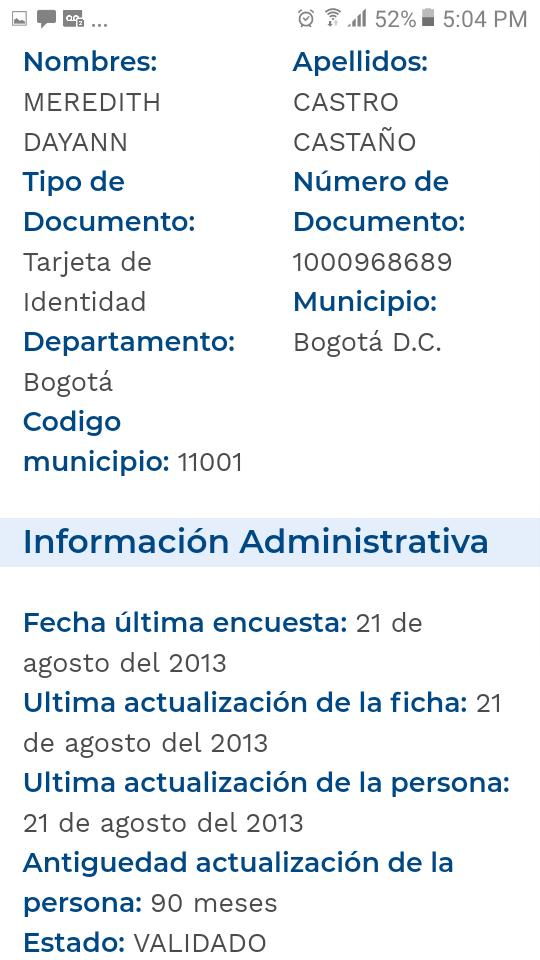 ... 52% 5:04 PM
Nombres:
MEREDITH
DAYANN
Tipo de
Documento:
Tarjeta de
Identidad
Departamento:
Bogotá
Codigo
municipio: 11001
Apellidos:
CASTRO
CASTAÑO
Número de
Documento:
1000968689
Municipio:
Bogotá D.C.
Información Administrativa
Fecha última encuesta: 21 de
agosto del 2013
Ultima actualización de la ficha: 21
de agosto del 2013
Ultima actualización de la persona:
21 de agosto del 2013
Antiguedad actualización de la
persona: 90 meses
Estado: VALIDADO